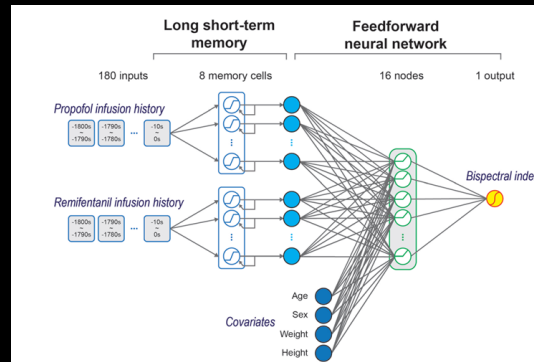 Long short-term
memory
Feedforward
neural network
180 inputs
8 memory cells
16 nodes
1 output
Propofol infusion history
-1800s
~
-1790s
-1790s
~
-1780s
...
-10s
~
0s
Bispectral inde
Remifentanil infusion history
-1800s
~
-1790s
-1790s
~
-1780s
...
-10s
~
0s
Covariates
Age
Sex
Weight
Height